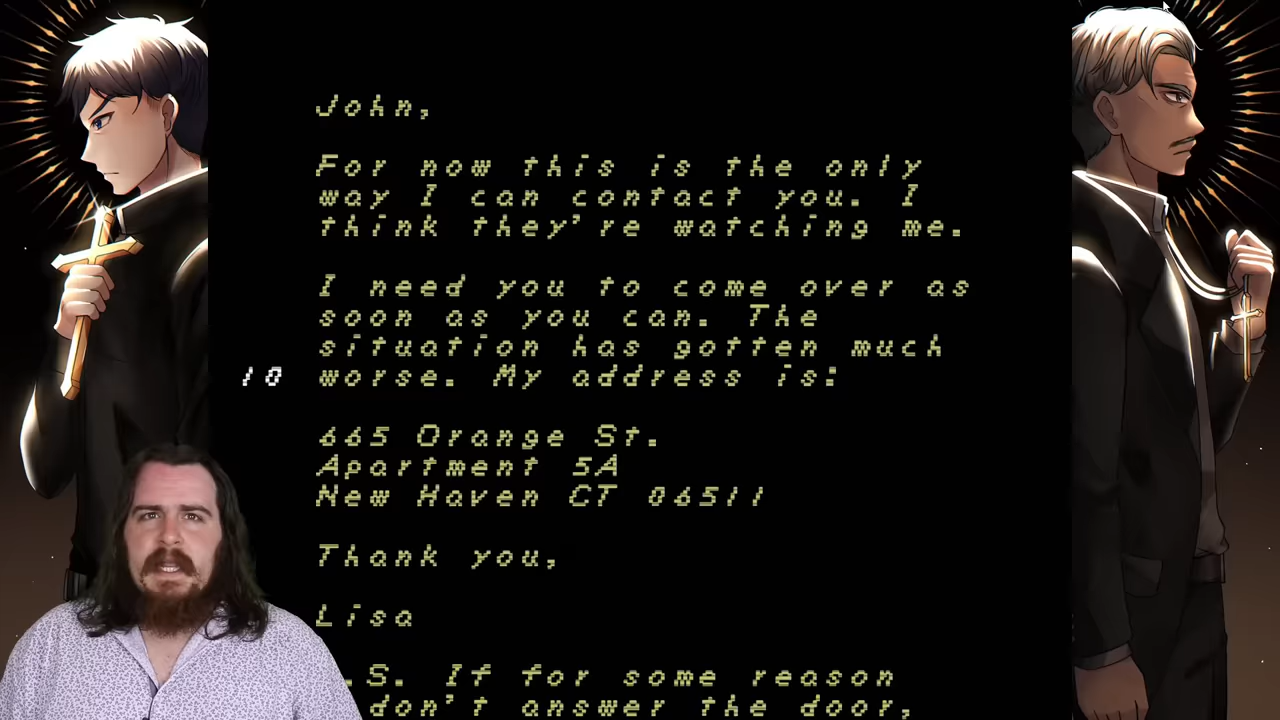 John,
For now this is the only
way I can contact you. I
think they're watching me.
I need you to come over as
soon as you can. The
situation has gotten much
10 worse. My address is:
665 Orange St.
Apartment 5A
New Haven CT 06511
Thank you,
Lisa
.S. If for some reason
don't answer the door,